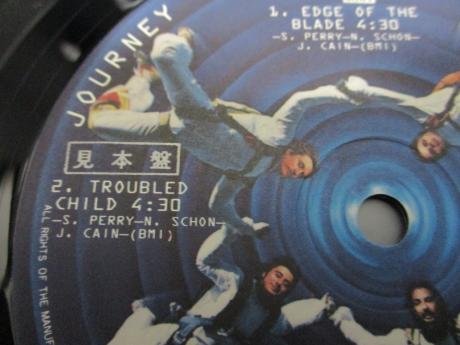 1. EDGE OF THE
BLADE 4:30
—S. PERRY—N. SCHON—
J. CAIN—(BMI)
JOURNEY
見本盤
2. TROUBLED
CHILD 4:30
—S. PERRY—N. SCHON—
J. CAIN—(BMI)
ALL RIGHTS OF THE MANUF